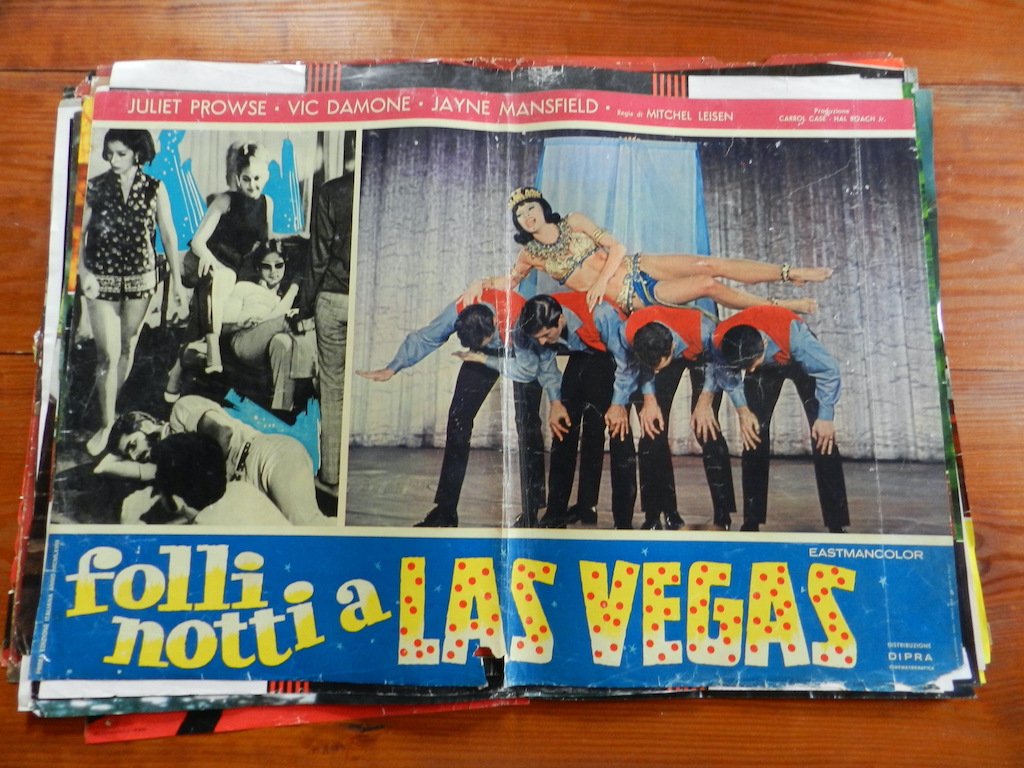 JULIET PROWSE · VIC DAMONE · JAYNE MANSFIELD · Regia di MITCHEL LEISEN
Produzione
CARROL CASE - HAL ROACH Jr.
EASTMANCOLOR
folli
notti a LAS VEGAS
DISTRIBUZIONE
DIPRA
CINEMATOGRAFICA